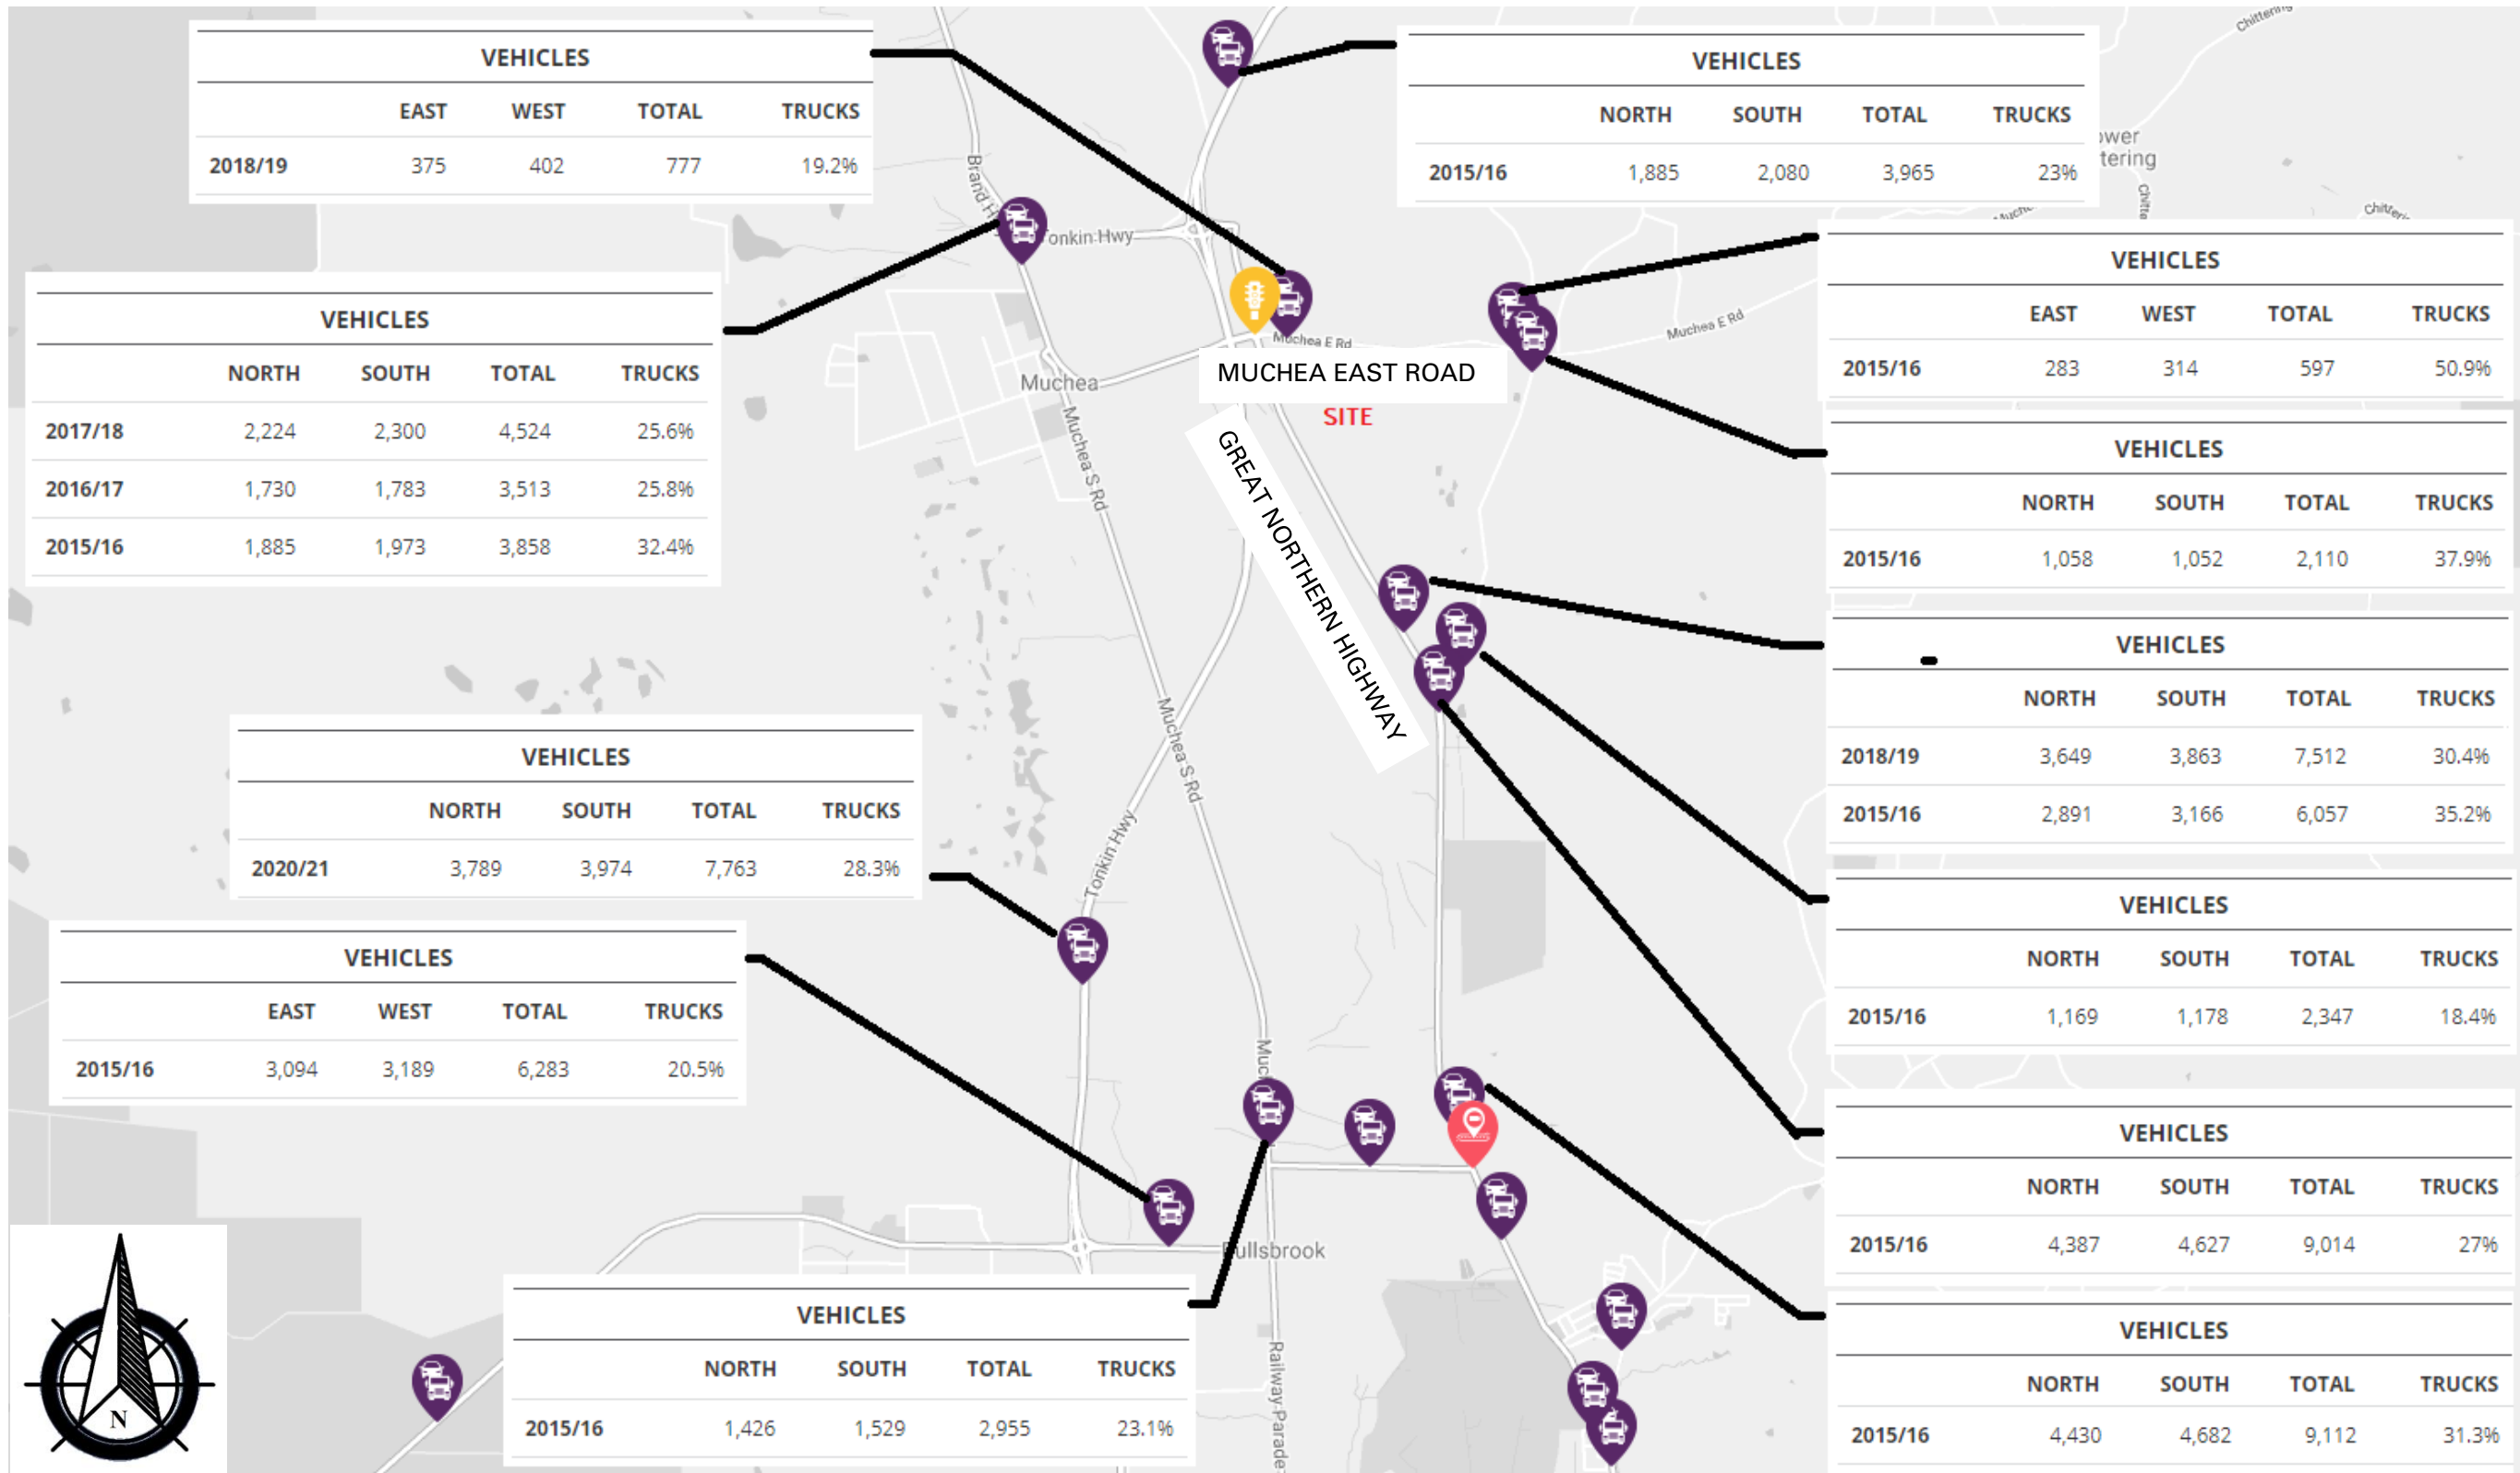 VEHICLES
EAST WEST TOTAL TRUCKS
2018/19 375 402 777 19.2%
VEHICLES
NORTH SOUTH TOTAL TRUCKS
2015/16 1,885 2,080 3,965 23%
VEHICLES
NORTH SOUTH TOTAL TRUCKS
2017/18 2,224 2,300 4,524 25.6%
2016/17 1,730 1,783 3,513 25.8%
2015/16 1,885 1,973 3,858 32.4%
VEHICLES
EAST WEST TOTAL TRUCKS
2015/16 283 314 597 50.9%
VEHICLES
NORTH SOUTH TOTAL TRUCKS
2015/16 1,058 1,052 2,110 37.9%
VEHICLES
NORTH SOUTH TOTAL TRUCKS
2018/19 3,649 3,863 7,512 30.4%
2015/16 2,891 3,166 6,057 35.2%
VEHICLES
NORTH SOUTH TOTAL TRUCKS
2020/21 3,789 3,974 7,763 28.3%
VEHICLES
NORTH SOUTH TOTAL TRUCKS
2015/16 1,169 1,178 2,347 18.4%
VEHICLES
EAST WEST TOTAL TRUCKS
2015/16 3,094 3,189 6,283 20.5%
VEHICLES
NORTH SOUTH TOTAL TRUCKS
2015/16 4,387 4,627 9,014 27%
VEHICLES
NORTH SOUTH TOTAL TRUCKS
2015/16 1,426 1,529 2,955 23.1%
VEHICLES
NORTH SOUTH TOTAL TRUCKS
2015/16 4,430 4,682 9,112 31.3%
Chittering
ower
tering
chitte
Muche
Chitteri
Brand H
onkin Hwy
Muchea E Rd
Muchea E Rd
MUCHEA EAST ROAD
Muchea
SITE
GREAT NORTHERN HIGHWAY
Muchea S Rd
Muchea S Rd
Tonkin Hwy
Muc
ullsbrook
Railway Parade
N